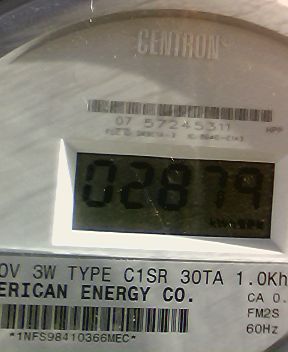 CENTRON
07 57245311 HPP
02879
0V 3W TYPE C1SR 30TA 1.0Kh
ERICAN ENERGY CO. CA 0.
FM2S
60Hz
*1NFS98410366MEC*